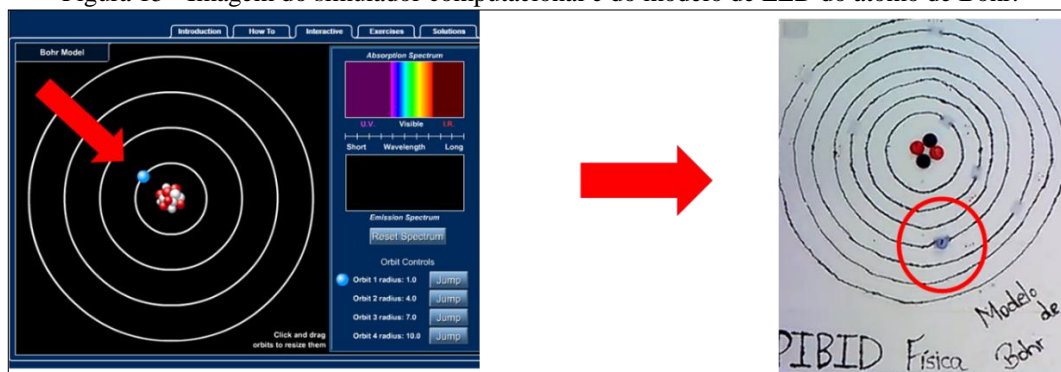 Figura 15 - Imagem do simulador computacional e do modelo de LED do átomo de Bohr.
Introduction How To Interactive Exercises Solutions
Bohr Model
Absorption Spectrum
U.V. Visible I.R.
Short Wavelength Long
Emission Spectrum
Reset Spectrum
Orbit Controls
Orbit 1 radius: 1.0 Jump
Orbit 2 radius: 4.0 Jump
Orbit 3 radius: 7.0 Jump
Orbit 4 radius: 10.0 Jump
Click and drag
orbits to resize them
Modelo
de
PIBID Física Bohr